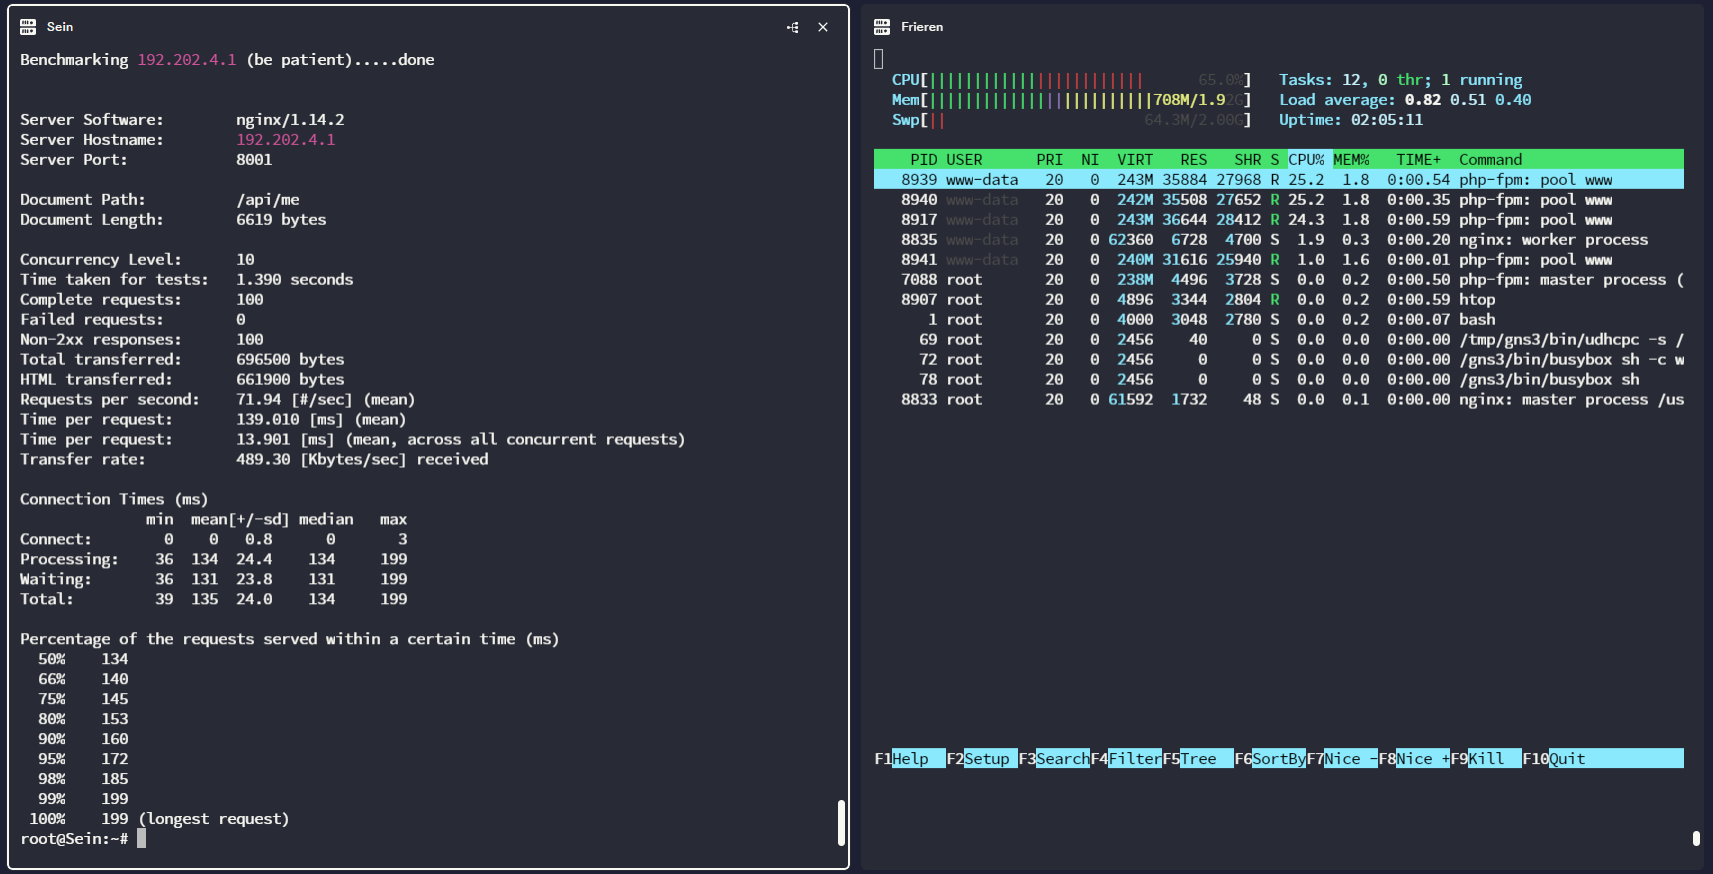 Sein
Benchmarking 192.202.4.1 (be patient).....done
Server Software: nginx/1.14.2
Server Hostname: 192.202.4.1
Server Port: 8001
Document Path: /api/me
Document Length: 6619 bytes
Concurrency Level: 10
Time taken for tests: 1.390 seconds
Complete requests: 100
Failed requests: 0
Non-2xx responses: 100
Total transferred: 696500 bytes
HTML transferred: 661900 bytes
Requests per second: 71.94 [#/sec] (mean)
Time per request: 139.010 [ms] (mean)
Time per request: 13.901 [ms] (mean, across all concurrent requests)
Transfer rate: 489.30 [Kbytes/sec] received
Connection Times (ms)
min mean[+/-sd] median max
Connect: 0 0 0.8 0 3
Processing: 36 134 24.4 134 199
Waiting: 36 131 23.8 131 199
Total: 39 135 24.0 134 199
Percentage of the requests served within a certain time (ms)
50% 134
66% 140
75% 145
80% 153
90% 160
95% 172
98% 185
99% 199
100% 199 (longest request)
root@Sein:~#
Frieren
CPU[|||||||||||||||||||||||| 65.0%] Tasks: 12, 0 thr; 1 running
Mem[|||||||||||||||||||||||||708M/1.92G] Load average: 0.82 0.51 0.40
Swp[|| 64.3M/2.00G] Uptime: 02:05:11
PID USER PRI NI VIRT RES SHR S CPU% MEM% TIME+ Command
8939 www-data 20 0 243M 35884 27968 R 25.2 1.8 0:00.54 php-fpm: pool www
8940 www-data 20 0 242M 35508 27652 R 25.2 1.8 0:00.35 php-fpm: pool www
8917 www-data 20 0 243M 36644 28412 R 24.3 1.8 0:00.59 php-fpm: pool www
8835 www-data 20 0 62360 6728 4700 S 1.9 0.3 0:00.20 nginx: worker process
8941 www-data 20 0 240M 31616 25940 R 1.0 1.6 0:00.01 php-fpm: pool www
7088 root 20 0 238M 4496 3728 S 0.0 0.2 0:00.50 php-fpm: master process (
8907 root 20 0 4896 3344 2804 R 0.0 0.2 0:00.59 htop
1 root 20 0 4000 3048 2780 S 0.0 0.2 0:00.07 bash
69 root 20 0 2456 40 0 S 0.0 0.0 0:00.00 /tmp/gns3/bin/udhcpc -s /
72 root 20 0 2456 0 0 S 0.0 0.0 0:00.00 /gns3/bin/busybox sh -c w
78 root 20 0 2456 0 0 S 0.0 0.0 0:00.00 /gns3/bin/busybox sh
8833 root 20 0 61592 1732 48 S 0.0 0.1 0:00.00 nginx: master process /us
F1Help F2Setup F3SearchF4FilterF5Tree F6SortByF7Nice -F8Nice +F9Kill F10Quit